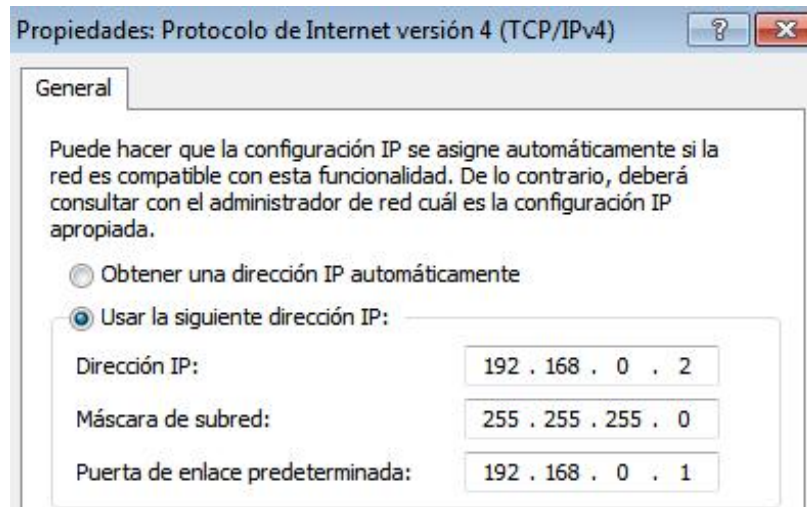 Propiedades: Protocolo de Internet versión 4 (TCP/IPv4)
General
Puede hacer que la configuración IP se asigne automáticamente si la
red es compatible con esta funcionalidad. De lo contrario, deberá
consultar con el administrador de red cuál es la configuración IP
apropiada.
Obtener una dirección IP automáticamente
Usar la siguiente dirección IP:
Dirección IP: 192 . 168 . 0 . 2
Máscara de subred: 255 . 255 . 255 . 0
Puerta de enlace predeterminada: 192 . 168 . 0 . 1